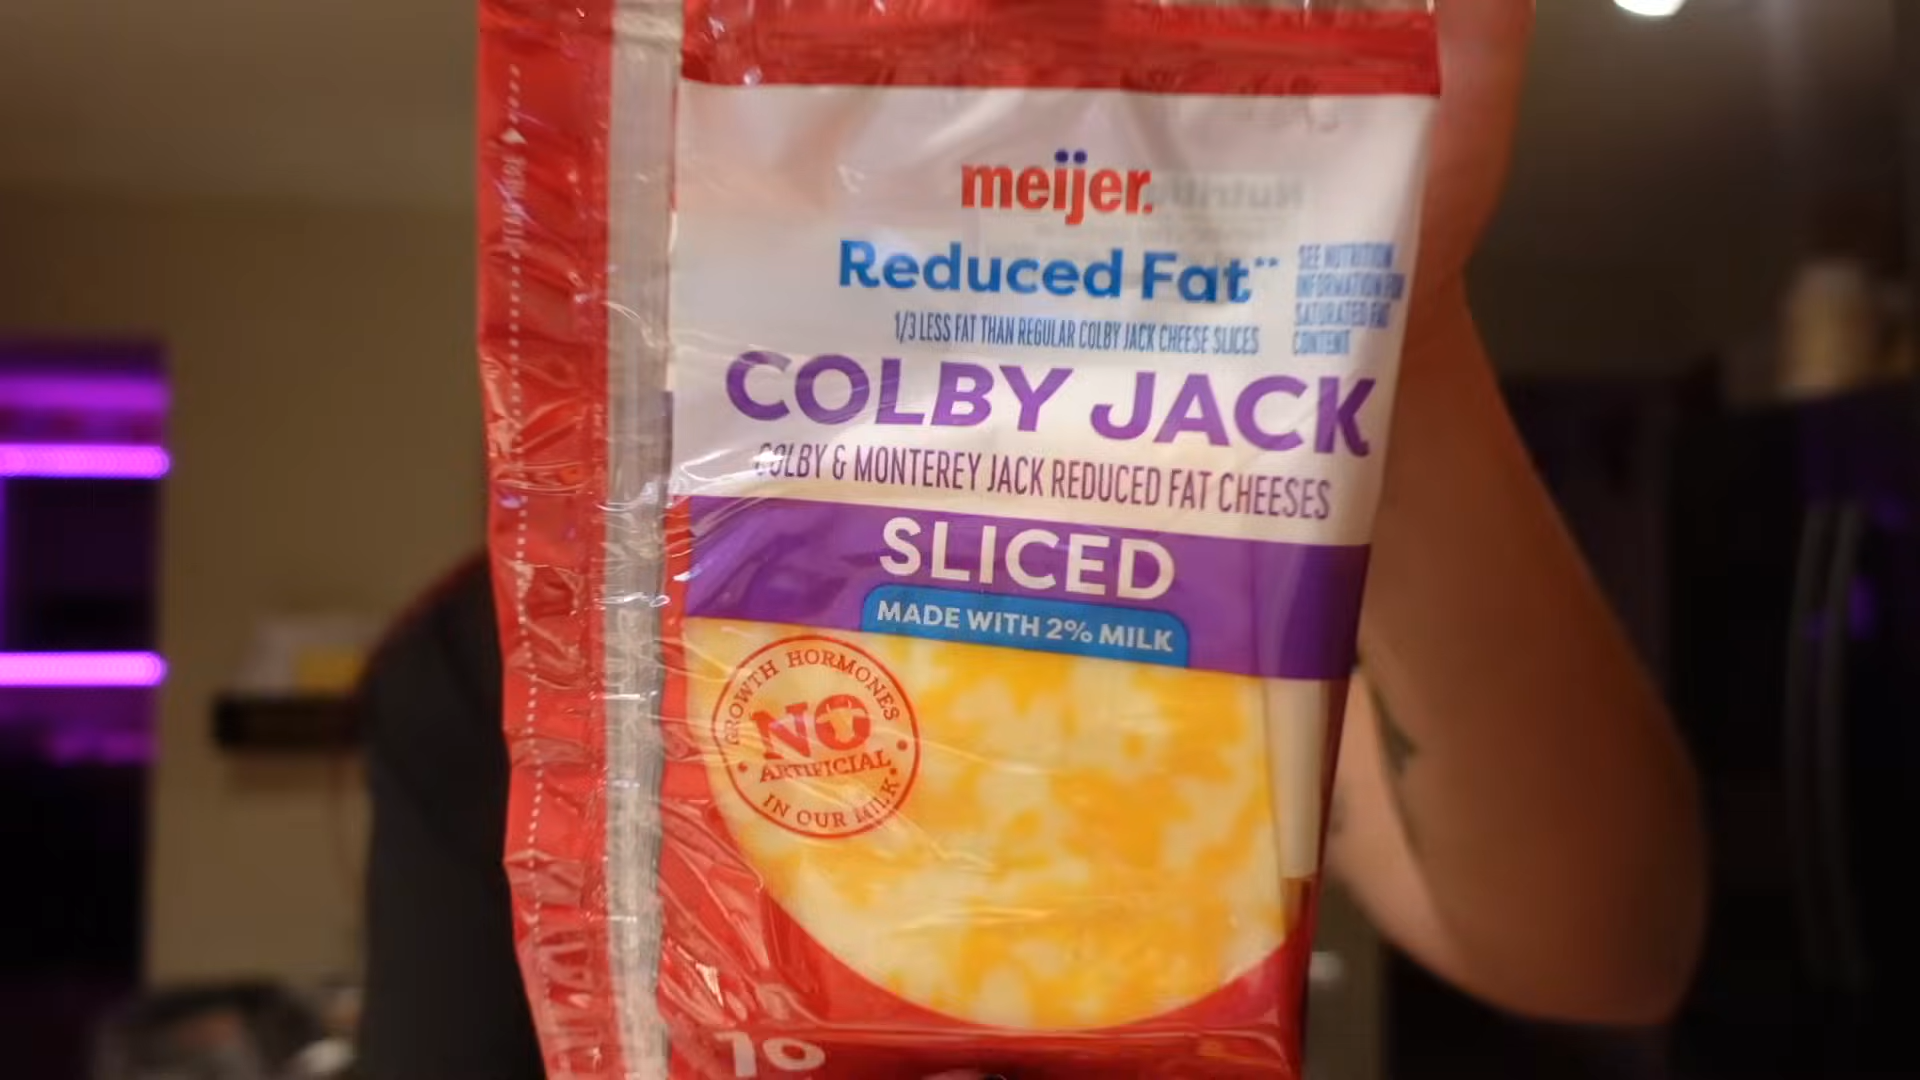 meijer.
Reduced Fat**
SEE NUTRITION
INFORMATION FOR
SATURATED FAT
CONTENT
1/3 LESS FAT THAN REGULAR COLBY JACK CHEESE SLICES
COLBY JACK
COLBY & MONTEREY JACK REDUCED FAT CHEESES
SLICED
MADE WITH 2% MILK
GROWTH HORMONES
NO
ARTIFICIAL
IN OUR MILK*
10